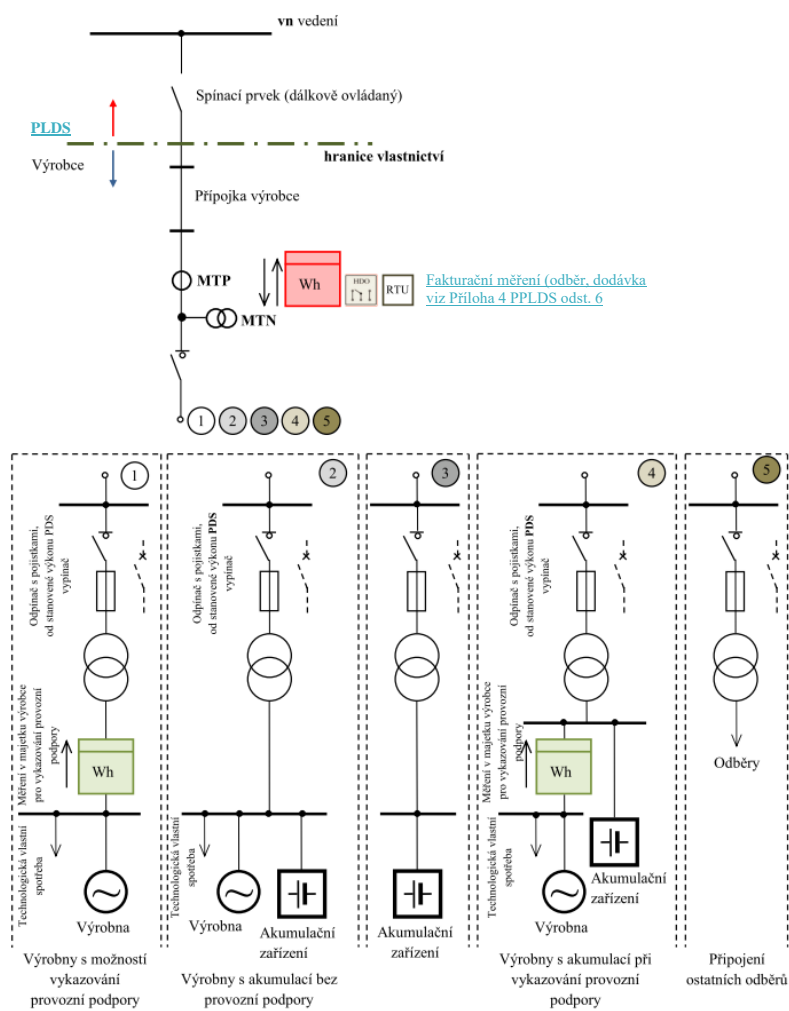 vn vedení
Spínací prvek (dálkově ovládaný)
PLDS
hranice vlastnictví
Výrobce
Přípojka výrobce
MTP
Wh
HDO
RTU
Fakturační měření (odběr, dodávka
viz Příloha 4 PPLDS odst. 6
MTN
1
2
3
4
5
1
Odpínač s pojistkami,
od stanovené výkonu PDS
vypínač
Měření v majetku výrobce
pro vykazování provozní
podpory
Wh
Technologická vlastní
spotřeba
Výrobna
Výrobny s možností
vykazování
provozní podpory
2
Odpínač s pojistkami,
od stanovené výkonu PDS
vypínač
Technologická vlastní
spotřeba
Výrobna
Akumulační
zařízení
Výrobny s akumulací bez
provozní podpory
3
Akumulační
zařízení
4
Odpínač s pojistkami,
od stanovené výkonu PDS
vypínač
Měření v majetku výrobce
pro vykazování provozní
podpory
Wh
Technologická vlastní
spotřeba
Výrobna
Akumulační
zařízení
Výrobny s akumulací při
vykazování provozní
podpory
5
Odběry
Připojení
ostatních odběrů